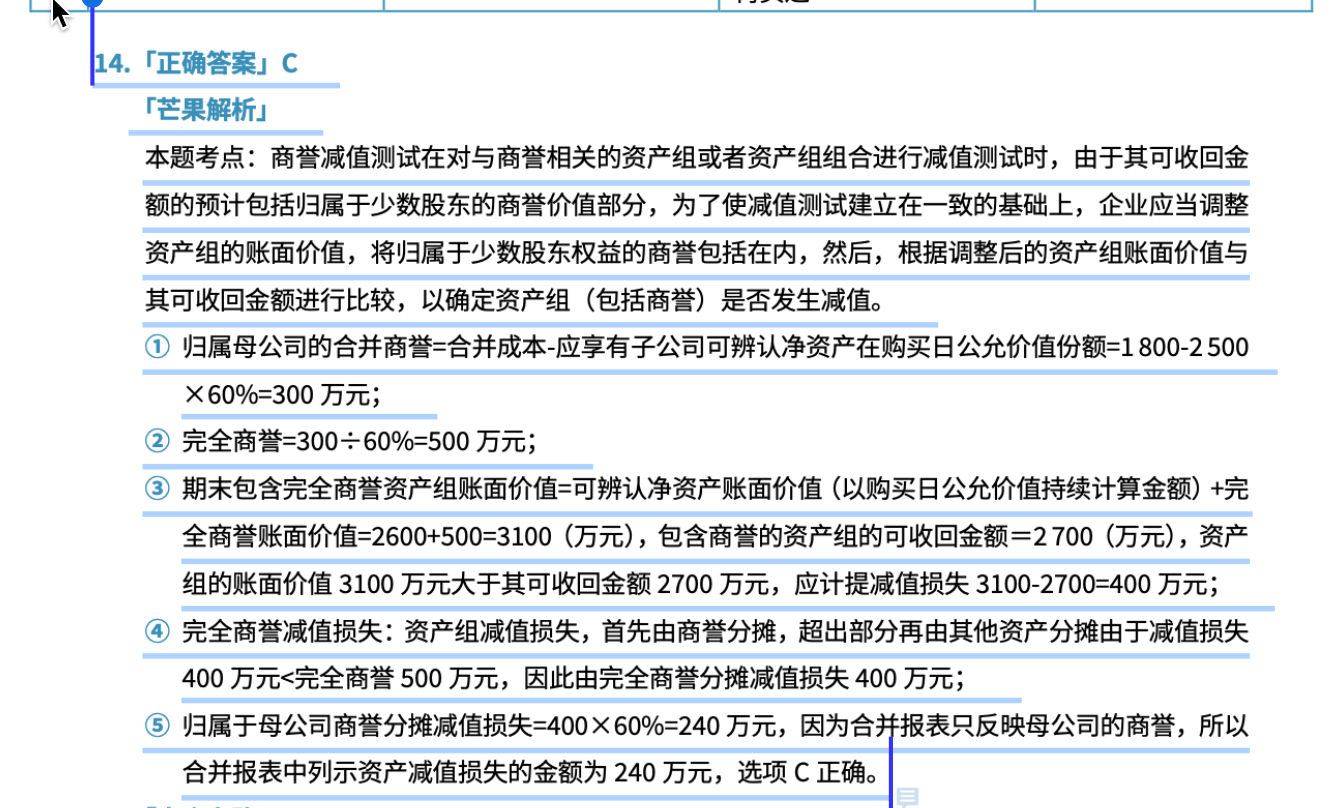 14.「正确答案」C
「芒果解析」
本题考点：商誉减值测试在对与商誉相关的资产组或者资产组组合进行减值测试时，由于其可收回金
额的预计包括归属于少数股东的商誉价值部分，为了使减值测试建立在一致的基础上，企业应当调整
资产组的账面价值，将归属于少数股东权益的商誉包括在内，然后，根据调整后的资产组账面价值与
其可收回金额进行比较，以确定资产组（包括商誉）是否发生减值。
① 归属母公司的合并商誉=合并成本-应享有子公司可辨认净资产在购买日公允价值份额=1 800-2 500
×60%=300 万元；
② 完全商誉=300÷60%=500 万元；
③ 期末包含完全商誉资产组账面价值=可辨认净资产账面价值（以购买日公允价值持续计算金额）+完
全商誉账面价值=2600+500=3100（万元），包含商誉的资产组的可收回金额＝2 700（万元），资产
组的账面价值 3100 万元大于其可收回金额 2700 万元，应计提减值损失 3100-2700=400 万元；
④ 完全商誉减值损失：资产组减值损失，首先由商誉分摊，超出部分再由其他资产分摊由于减值损失
400 万元<完全商誉 500 万元，因此由完全商誉分摊减值损失 400 万元；
⑤ 归属于母公司商誉分摊减值损失=400×60%=240 万元，因为合并报表只反映母公司的商誉，所以
合并报表中列示资产减值损失的金额为 240 万元，选项 C 正确。